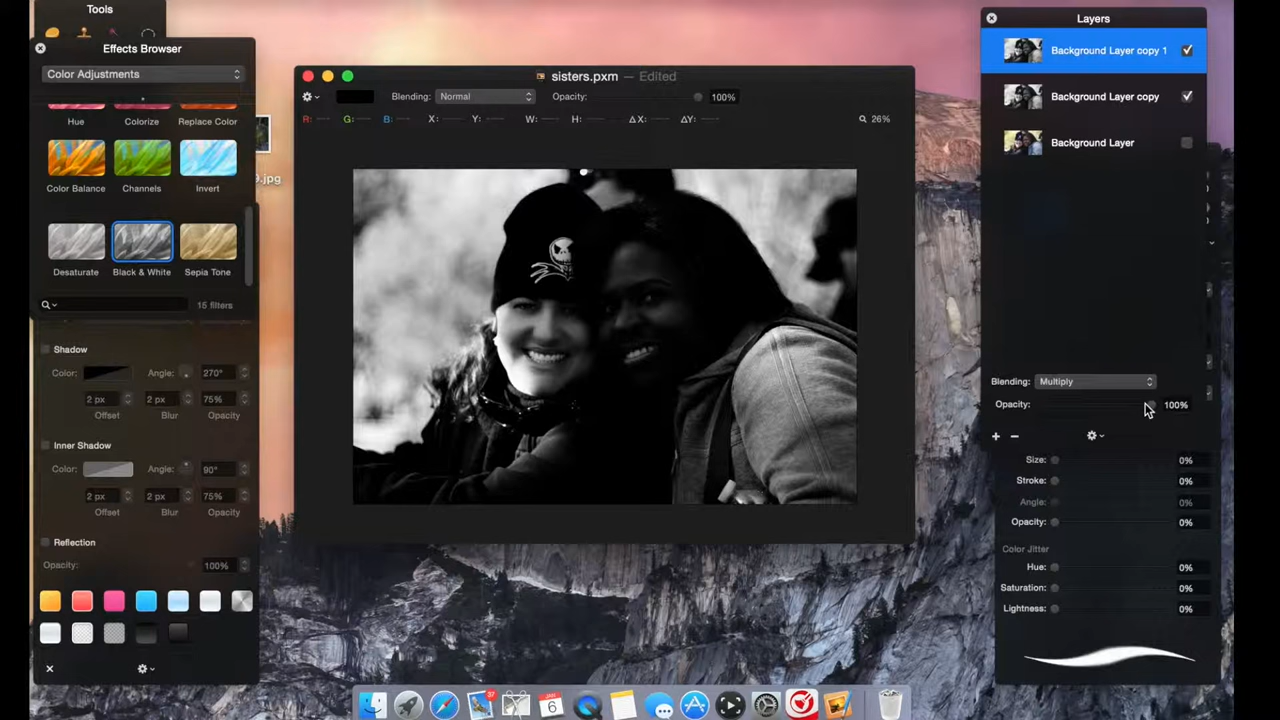 Tools
Effects Browser
Color Adjustments
Hue
Colorize
Replace Color
Color Balance
Channels
Invert
Desaturate
Black & White
Sepia Tone
15 filters
Shadow
Color:
Angle:
270°
2 px
2 px
75%
Offset
Blur
Opacity
Inner Shadow
Color:
Angle:
90°
2 px
2 px
75%
Offset
Blur
Opacity
Reflection
Opacity:
100%
.jpg
sisters.pxm — Edited
Blending:
Normal
Opacity:
100%
R:
G:
B:
X:
Y:
W:
H:
ΔX:
ΔY:
26%
Layers
Background Layer copy 1
Background Layer copy
Background Layer
Blending:
Multiply
Opacity:
100%
Size:
0%
Stroke:
0%
Angle:
0%
Opacity:
0%
Color Jitter
Hue:
0%
Saturation:
0%
Lightness:
0%
37
JAN
6